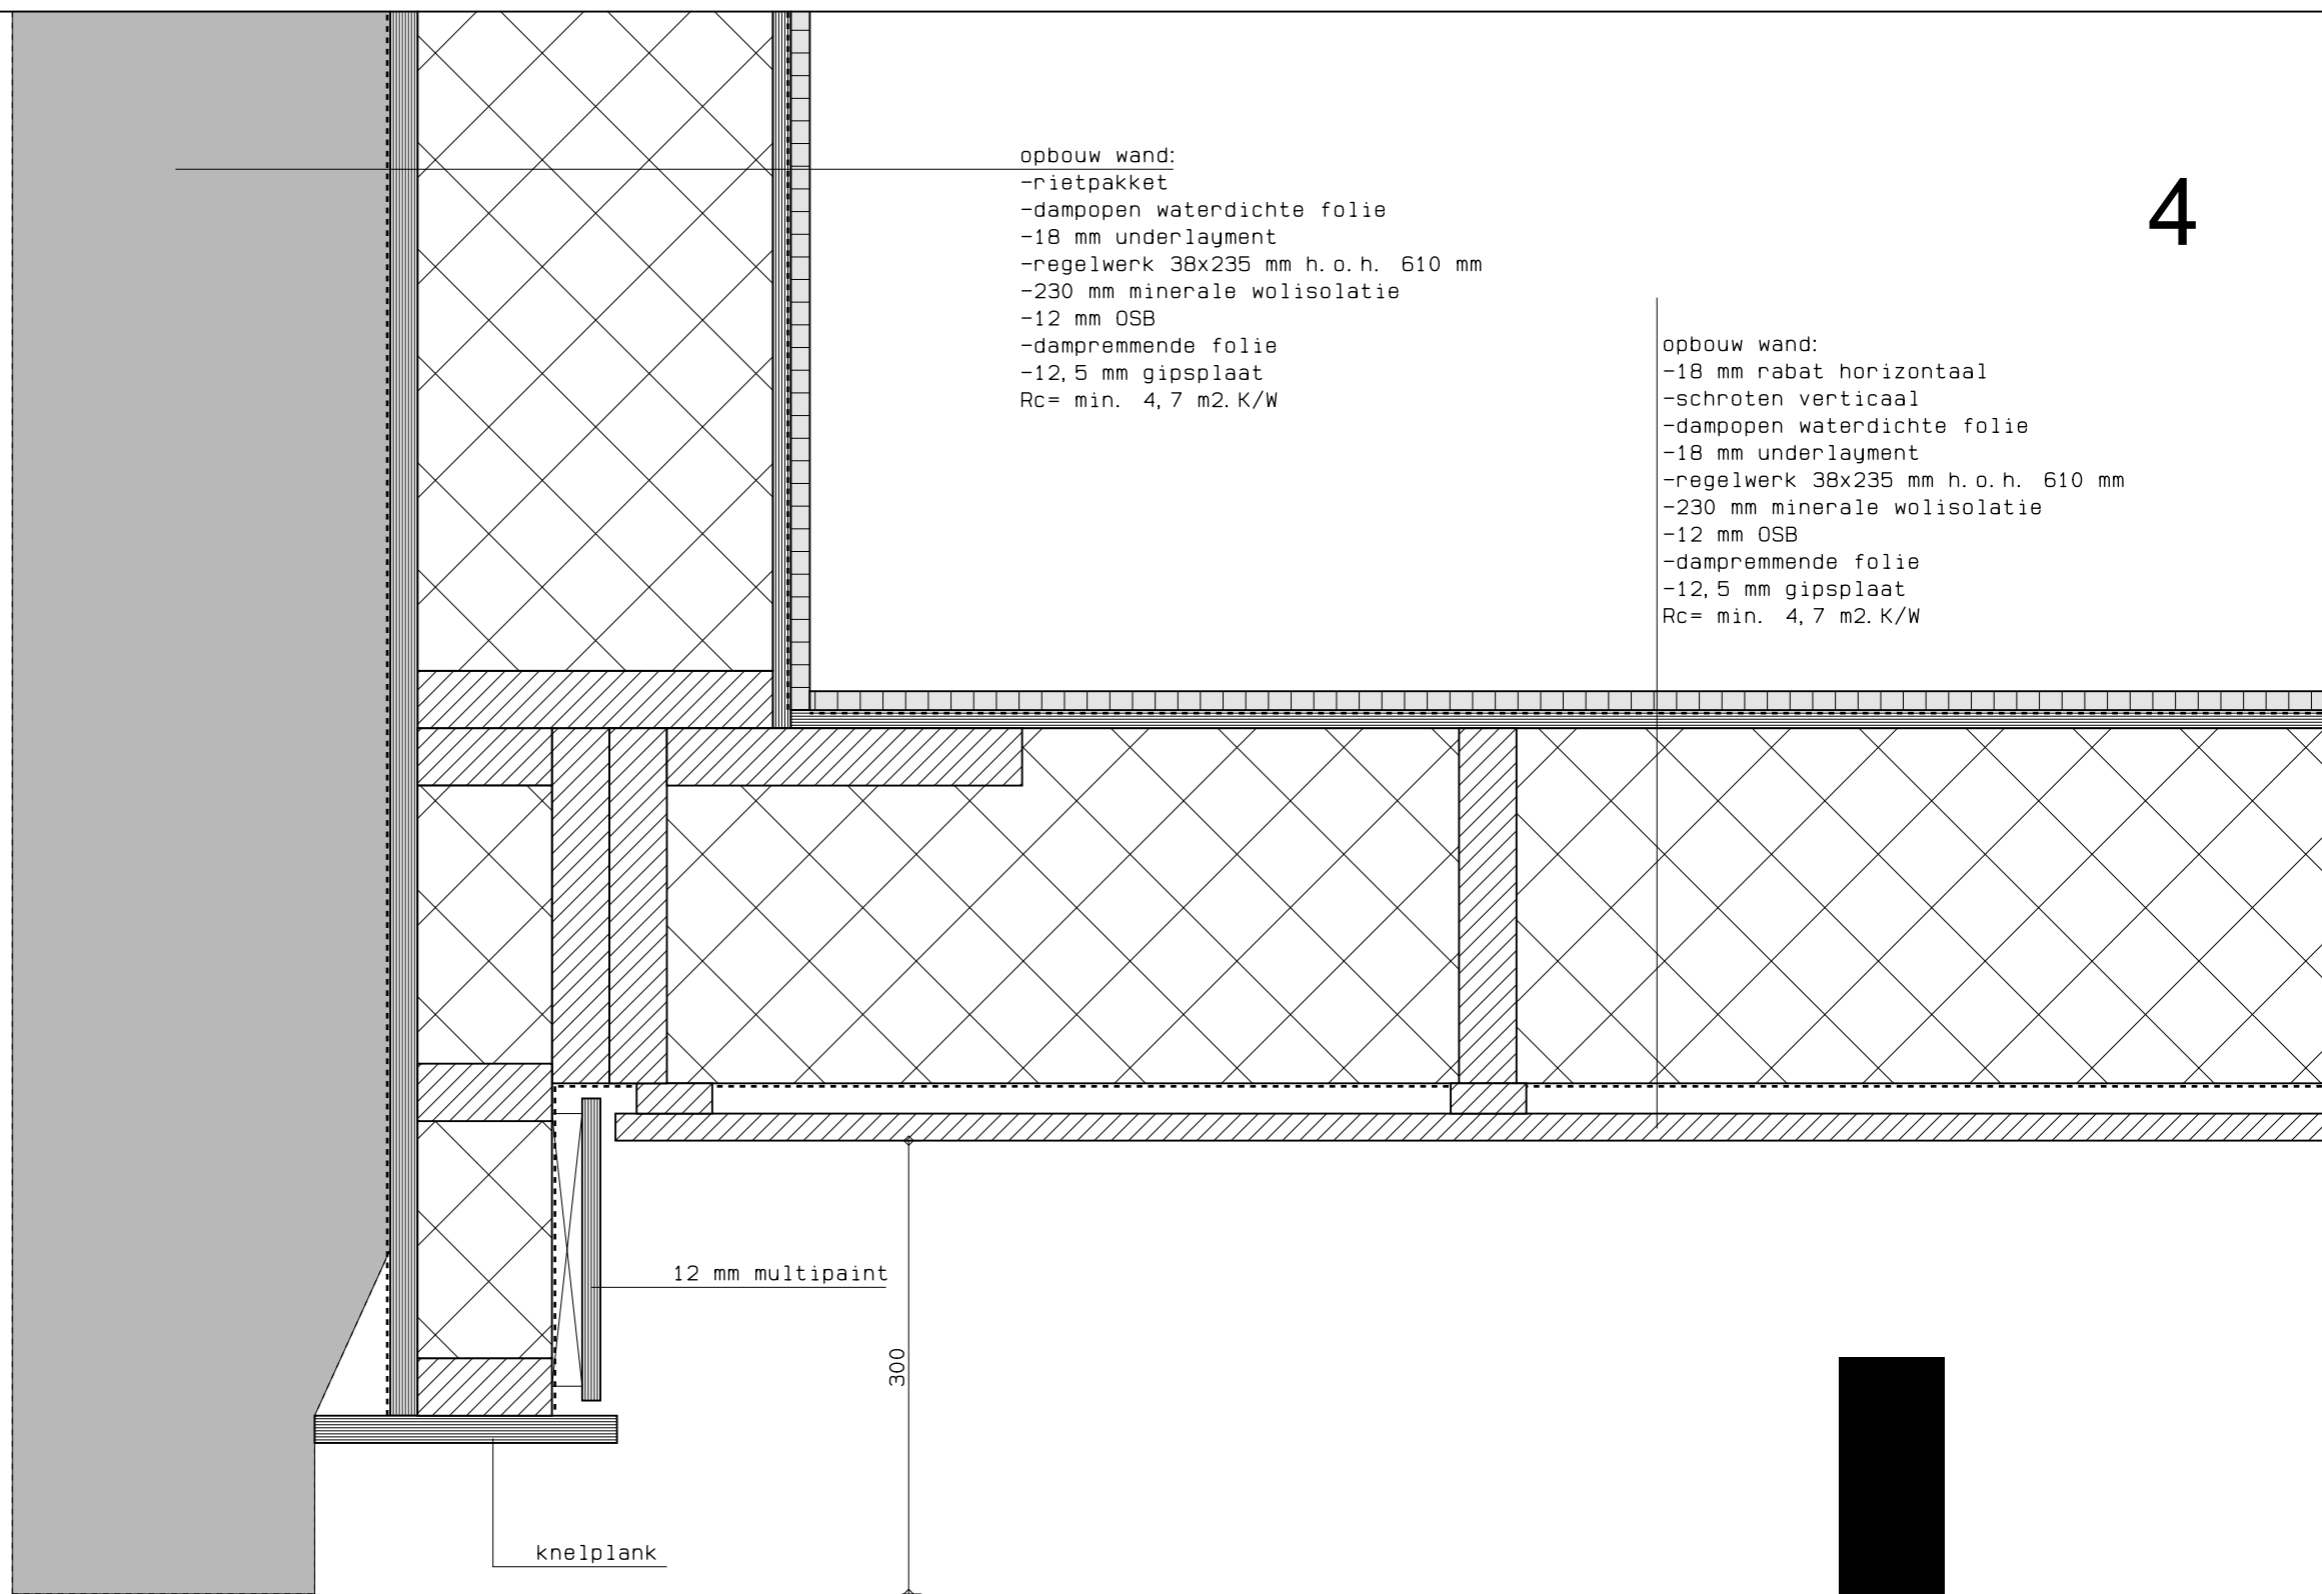 opbouw wand:
-rietpakket
-dampopen waterdichte folie
-18 mm underlayment
-regelwerk 38x235 mm h.o.h. 610 mm
-230 mm minerale wolisolatie
-12 mm OSB
-dampremmende folie
-12,5 mm gipsplaat
Rc= min. 4,7 m2.K/W
4
opbouw wand:
-18 mm rabat horizontaal
-schroten verticaal
-dampopen waterdichte folie
-18 mm underlayment
-regelwerk 38x235 mm h.o.h. 610 mm
-230 mm minerale wolisolatie
-12 mm OSB
-dampremmende folie
-12,5 mm gipsplaat
Rc= min. 4,7 m2.K/W
12 mm multipaint
300
knelplank